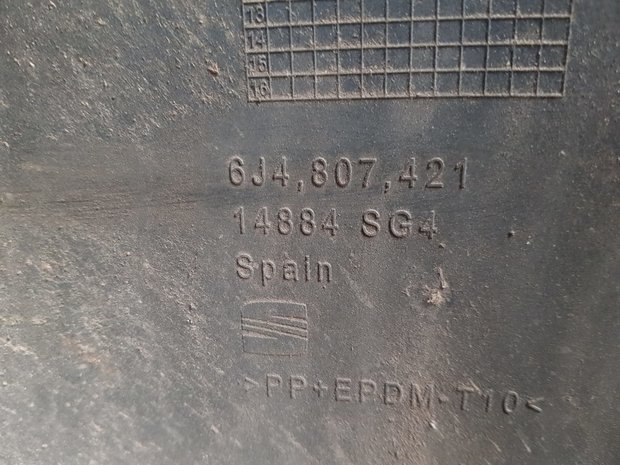 13
14
15
16
6J4,807,421
14884 SG4
Spain
>PP+EPDM-T10<